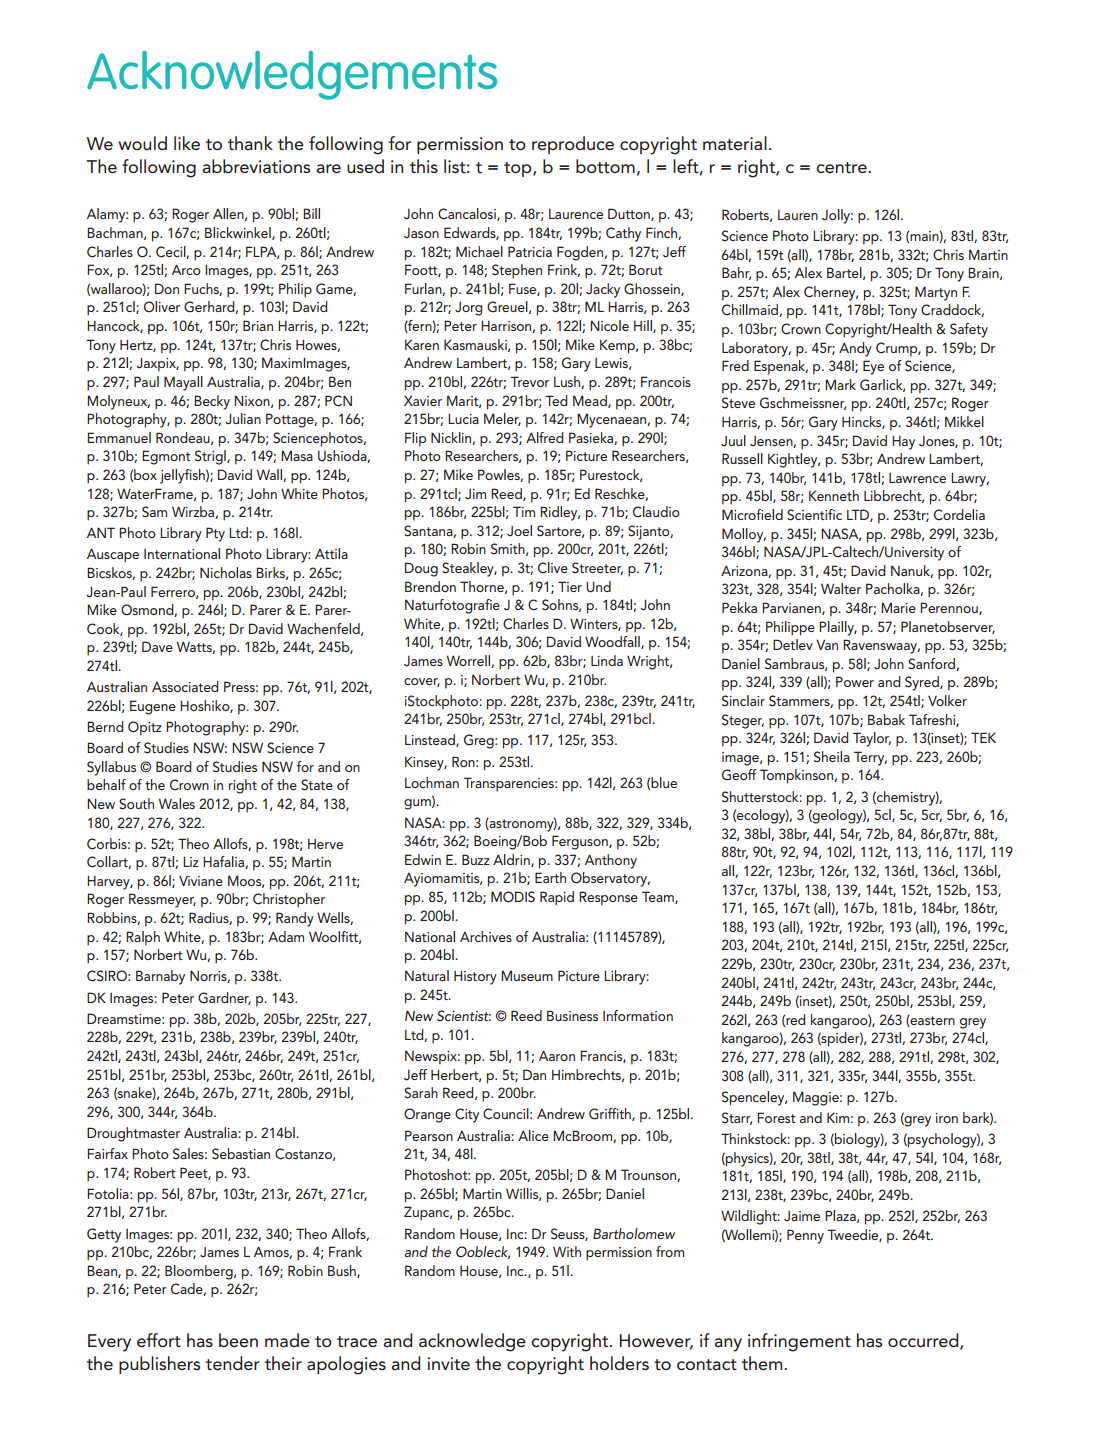 Acknowledgements
We would like to thank the following for permission to reproduce copyright material.
The following abbreviations are used in this list: t = top, b = bottom, l = left, r = right, c = centre.
Alamy: p. 63; Roger Allen, p. 90bl; Bill
Bachman, p. 167c; Blickwinkel, p. 260tl;
Charles O. Cecil, p. 214r; FLPA, p. 86l; Andrew
Fox, p. 125tl; Arco Images, pp. 251t, 263
(wallaroo); Don Fuchs, p. 199t; Philip Game,
p. 251cl; Oliver Gerhard, p. 103l; David
Hancock, pp. 106t, 150r; Brian Harris, p. 122t;
Tony Hertz, pp. 124t, 137tr; Chris Howes,
p. 212l; Jaxpix, pp. 98, 130; MaximImages,
p. 297; Paul Mayall Australia, p. 204br; Ben
Molyneux, p. 46; Becky Nixon, p. 287; PCN
Photography, p. 280t; Julian Pottage, p. 166;
Emmanuel Rondeau, p. 347b; Sciencephotos,
p. 310b; Egmont Strigl, p. 149; Masa Ushioda,
p. 263 (box jellyfish); David Wall, pp. 124b,
128; WaterFrame, p. 187; John White Photos,
p. 327b; Sam Wirzba, p. 214tr.
ANT Photo Library Pty Ltd: p. 168l.
Auscape International Photo Library: Attila
Bicskos, p. 242br; Nicholas Birks, p. 265c;
Jean-Paul Ferrero, pp. 206b, 230bl, 242bl;
Mike Osmond, p. 246l; D. Parer & E. Parer-
Cook, pp. 192bl, 265t; Dr David Wachenfeld,
p. 239tl; Dave Watts, pp. 182b, 244t, 245b,
274tl.
Australian Associated Press: pp. 76t, 91l, 202t,
226bl; Eugene Hoshiko, p. 307.
Bernd Opitz Photography: p. 290r.
Board of Studies NSW: NSW Science 7
Syllabus © Board of Studies NSW for and on
behalf of the Crown in right of the State of
New South Wales 2012, pp. 1, 42, 84, 138,
180, 227, 276, 322.
Corbis: p. 52t; Theo Allofs, p. 198t; Herve
Collart, p. 87tl; Liz Hafalia, p. 55; Martin
Harvey, p. 86l; Viviane Moos, pp. 206t, 211t;
Roger Ressmeyer, p. 90br; Christopher
Robbins, p. 62t; Radius, p. 99; Randy Wells,
p. 42; Ralph White, p. 183br; Adam Woolfitt,
p. 157; Norbert Wu, p. 76b.
CSIRO: Barnaby Norris, p. 338t.
DK Images: Peter Gardner, p. 143.
Dreamstime: pp. 38b, 202b, 205br, 225tr, 227,
228b, 229t, 231b, 238b, 239br, 239bl, 240tr,
242tl, 243tl, 243bl, 246tr, 246br, 249t, 251cr,
251bl, 251br, 253bl, 253bc, 260tr, 261tl, 261bl,
263 (snake), 264b, 267b, 271t, 280b, 291bl,
296, 300, 344r, 364b.
Droughtmaster Australia: p. 214bl.
Fairfax Photo Sales: Sebastian Costanzo,
p. 174; Robert Peet, p. 93.
Fotolia: pp. 56l, 87br, 103tr, 213r, 267t, 271cr,
271bl, 271br.
Getty Images: pp. 201l, 232, 340; Theo Allofs,
pp. 210bc, 226br; James L Amos, p. 4; Frank
Bean, p. 22; Bloomberg, p. 169; Robin Bush,
p. 216; Peter Cade, p. 262r;
John Cancalosi, p. 48r; Laurence Dutton, p. 43;
Jason Edwards, pp. 184tr, 199b; Cathy Finch,
p. 182t; Michael Patricia Fogden, p. 127t; Jeff
Foott, p. 148; Stephen Frink, p. 72t; Borut
Furlan, p. 241bl; Fuse, p. 20l; Jacky Ghossein,
p. 212r; Jorg Greuel, p. 38tr; ML Harris, p. 263
(fern); Peter Harrison, p. 122l; Nicole Hill, p. 35;
Karen Kasmauski, p. 150l; Mike Kemp, p. 38bc;
Andrew Lambert, p. 158; Gary Lewis,
pp. 210bl, 226tr; Trevor Lush, p. 289t; Francois
Xavier Marit, p. 291br; Ted Mead, pp. 200tr,
215br; Lucia Meler, p. 142r; Mycenaean, p. 74;
Flip Nicklin, p. 293; Alfred Pasieka, p. 290l;
Photo Researchers, p. 19; Picture Researchers,
p. 27; Mike Powles, p. 185r; Purestock,
p. 291tcl; Jim Reed, p. 91r; Ed Reschke,
pp. 186br, 225bl; Tim Ridley, p. 71b; Claudio
Santana, p. 312; Joel Sartore, p. 89; Sijanto,
p. 180; Robin Smith, pp. 200cr, 201t, 226tl;
Doug Steakley, p. 3t; Clive Streeter, p. 71;
Brendon Thorne, p. 191; Tier Und
Naturfotografie J & C Sohns, p. 184tl; John
White, p. 192tl; Charles D. Winters, pp. 12b,
140l, 140tr, 144b, 306; David Woodfall, p. 154;
James Worrell, pp. 62b, 83br; Linda Wright,
cover, p. i; Norbert Wu, p. 210br.
iStockphoto: pp. 228t, 237b, 238c, 239tr, 241tr,
241br, 250br, 253tr, 271cl, 274bl, 291bcl.
Linstead, Greg: pp. 117, 125r, 353.
Kinsey, Ron: p. 253tl.
Lochman Transparencies: pp. 142l, 263 (blue
gum).
NASA: pp. 3 (astronomy), 88b, 322, 329, 334b,
346tr, 362; Boeing/Bob Ferguson, p. 52b;
Edwin E. Buzz Aldrin, p. 337; Anthony
Ayiomamitis, p. 21b; Earth Observatory,
pp. 85, 112b; MODIS Rapid Response Team,
p. 200bl.
National Archives of Australia: (11145789),
p. 204bl.
Natural History Museum Picture Library:
p. 245t.
New Scientist: © Reed Business Information
Ltd, p. 101.
Newspix: pp. 5bl, 11; Aaron Francis, p. 183t;
Jeff Herbert, p. 5t; Dan Himbrechts, p. 201b;
Sarah Reed, p. 200br.
Orange City Council: Andrew Griffith, p. 125bl.
Pearson Australia: Alice McBroom, pp. 10b,
21t, 34, 48l.
Photoshot: pp. 205t, 205bl; D & M Trounson,
p. 265bl; Martin Willis, p. 265br; Daniel
Zupanc, p. 265bc.
Random House, Inc: Dr Seuss, Bartholomew
and the Oobleck, 1949. With permission from
Random House, Inc., p. 51l.
Roberts, Lauren Jolly: p. 126l.
Science Photo Library: pp. 13 (main), 83tl, 83tr,
64bl, 159t (all), 178br, 281b, 332t; Chris Martin
Bahr, p. 65; Alex Bartel, p. 305; Dr Tony Brain,
p. 257t; Alex Cherney, p. 325t; Martyn F.
Chillmaid, pp. 141t, 178bl; Tony Craddock,
p. 103br; Crown Copyright/Health & Safety
Laboratory, p. 45r; Andy Crump, p. 159b; Dr
Fred Espenak, p. 348l; Eye of Science,
pp. 257b, 291tr; Mark Garlick, pp. 327t, 349;
Steve Gschmeissner, pp. 240tl, 257c; Roger
Harris, p. 56r; Gary Hincks, p. 346tl; Mikkel
Juul Jensen, p. 345r; David Hay Jones, p. 10t;
Russell Kightley, p. 53br; Andrew Lambert,
pp. 73, 140br, 141b, 178tl; Lawrence Lawry,
pp. 45bl, 58r; Kenneth Libbrecht, p. 64br;
Microfield Scientific LTD, p. 253tr; Cordelia
Molloy, p. 345l; NASA, pp. 298b, 299l, 323b,
346bl; NASA/JPL-Caltech/University of
Arizona, pp. 31, 45t; David Nanuk, pp. 102r,
323t, 328, 354l; Walter Pacholka, p. 326r;
Pekka Parvianen, p. 348r; Marie Perennou,
p. 64t; Philippe Plailly, p. 57; Planetobserver,
p. 354r; Detlev Van Ravenswaay, pp. 53, 325b;
Daniel Sambraus, p. 58l; John Sanford,
pp. 324l, 339 (all); Power and Syred, p. 289b;
Sinclair Stammers, pp. 12t, 254tl; Volker
Steger, pp. 107t, 107b; Babak Tafreshi,
pp. 324r, 326l; David Taylor, p. 13(inset); TEK
image, p. 151; Sheila Terry, pp. 223, 260b;
Geoff Tompkinson, p. 164.
Shutterstock: pp. 1, 2, 3 (chemistry),
3 (ecology), 3 (geology), 5cl, 5c, 5cr, 5br, 6, 16,
32, 38bl, 38br, 44l, 54r, 72b, 84, 86r,87tr, 88t,
88tr, 90t, 92, 94, 102l, 112t, 113, 116, 117l, 119
all, 122r, 123br, 126r, 132, 136tl, 136cl, 136bl,
137cr, 137bl, 138, 139, 144t, 152t, 152b, 153,
171, 165, 167t (all), 167b, 181b, 184br, 186tr,
188, 193 (all), 192tr, 192br, 193 (all), 196, 199c,
203, 204t, 210t, 214tl, 215l, 215tr, 225tl, 225cr,
229b, 230tr, 230cr, 230br, 231t, 234, 236, 237t,
240bl, 241tl, 242tr, 243tr, 243cr, 243br, 244c,
244b, 249b (inset), 250t, 250bl, 253bl, 259,
262l, 263 (red kangaroo), 263 (eastern grey
kangaroo), 263 (spider), 273tl, 273br, 274cl,
276, 277, 278 (all), 282, 288, 291tl, 298t, 302,
308 (all), 311, 321, 335r, 344l, 355b, 355t.
Spenceley, Maggie: p. 127b.
Starr, Forest and Kim: p. 263 (grey iron bark).
Thinkstock: pp. 3 (biology), 3 (psychology), 3
(physics), 20r, 38tl, 38t, 44r, 47, 54l, 104, 168r,
181t, 185l, 190, 194 (all), 198b, 208, 211b,
213l, 238t, 239bc, 240br, 249b.
Wildlight: Jaime Plaza, pp. 252l, 252br, 263
(Wollemi); Penny Tweedie, p. 264t.
Every effort has been made to trace and acknowledge copyright. However, if any infringement has occurred,
the publishers tender their apologies and invite the copyright holders to contact them.